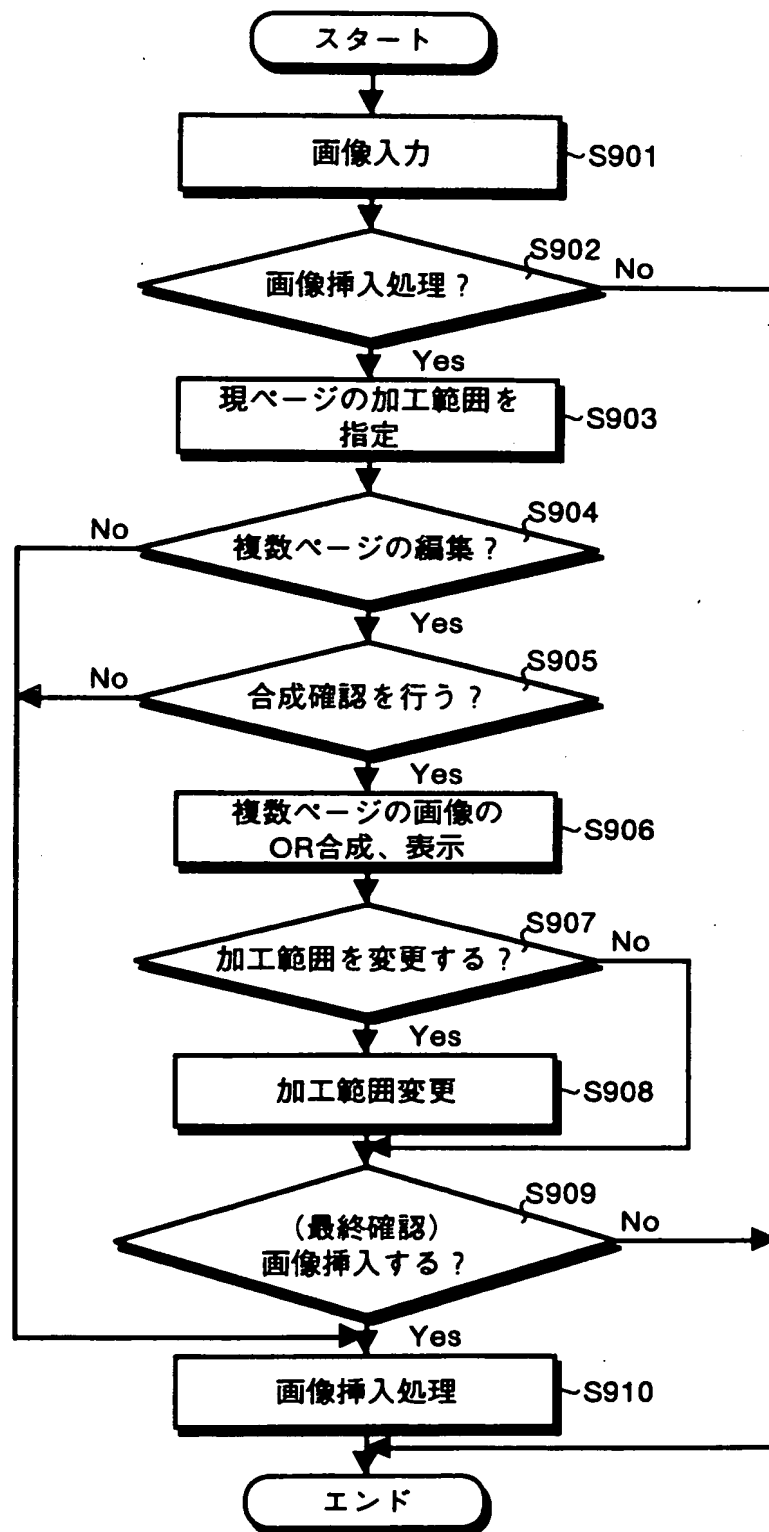 スタート
画像入力
S901
S902
画像挿入処理？
No
Yes
現ページの加工範囲を
指定
S903
S904
No
複数ページの編集？
Yes
S905
No
合成確認を行う？
Yes
複数ページの画像の
OR合成、表示
S906
S907
No
加工範囲を変更する？
Yes
加工範囲変更
S908
S909
（最終確認）
No
画像挿入する？
Yes
画像挿入処理
S910
エンド